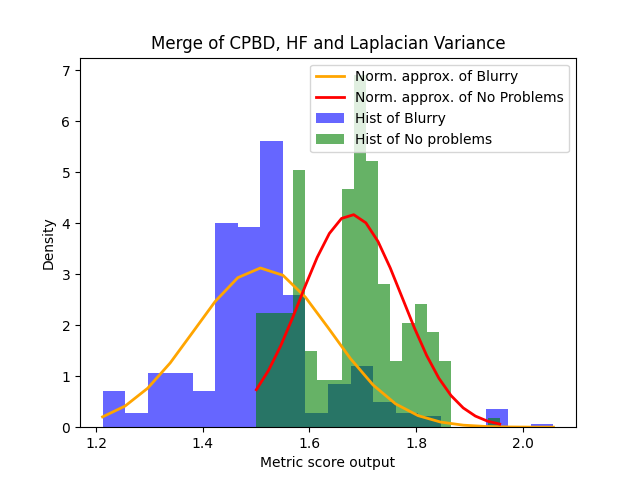 Merge of CPBD, HF and Laplacian Variance
Norm. approx. of Blurry
Norm. approx. of No Problems
Hist of Blurry
Hist of No problems
Density
7
6
5
4
3
2
1
0
1.2 1.4 1.6 1.8 2.0
Metric score output